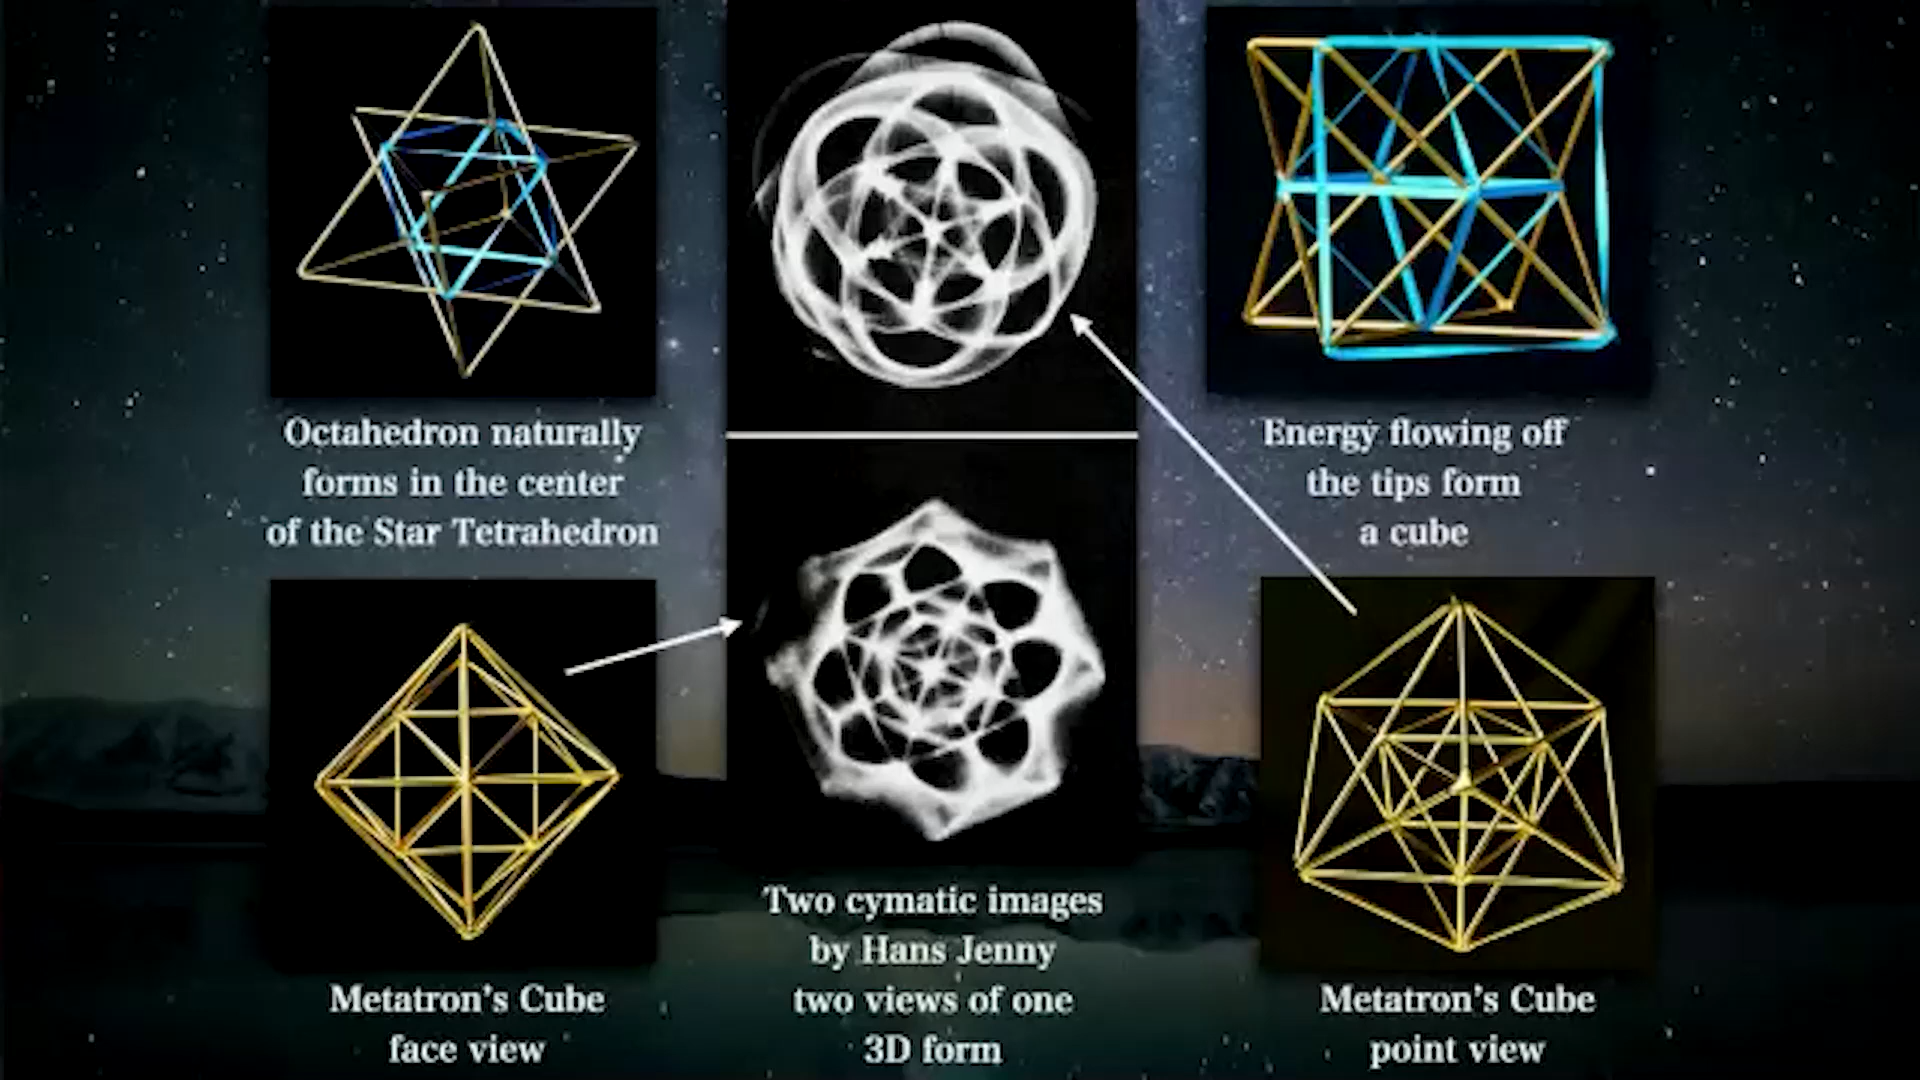 Octahedron naturally
forms in the center
of the Star Tetrahedron
Energy flowing off
the tips form
a cube
Metatron's Cube
face view
Two cymatic images
by Hans Jenny
two views of one
3D form
Metatron's Cube
point view